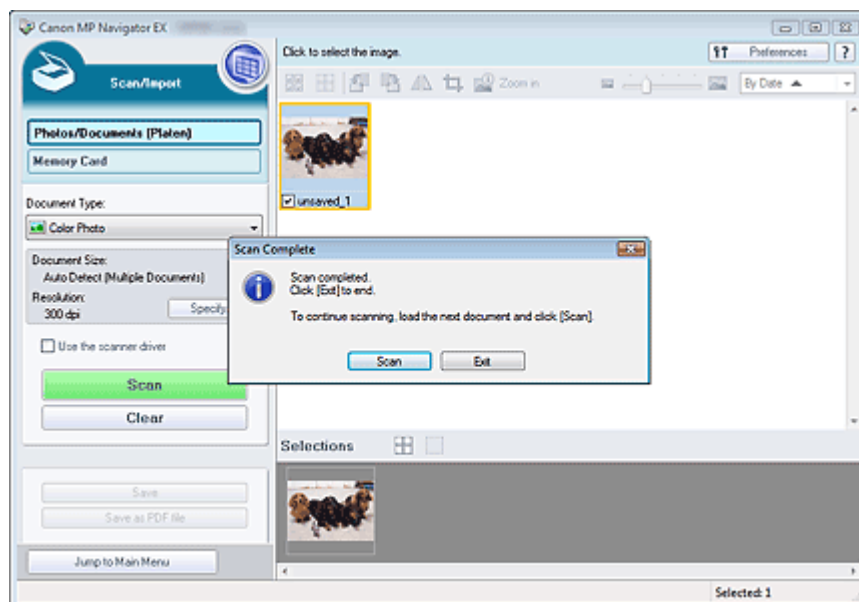 Canon MP Navigator EX
Scan/Import
Click to select the image.
Preferences
?
Zoom in
By Date
Photos/Documents (Platen)
Memory Card
unsaved_1
Document Type:
Color Photo
Document Size:
Auto Detect (Multiple Documents)
Resolution:
300 dpi
Specify
Use the scanner driver
Scan
Clear
Scan Complete
Scan completed.
Click [Exit] to end.
To continue scanning, load the next document and click [Scan].
Scan
Exit
Selections
Save
Save as PDF file
Jump to Main Menu
Selected: 1